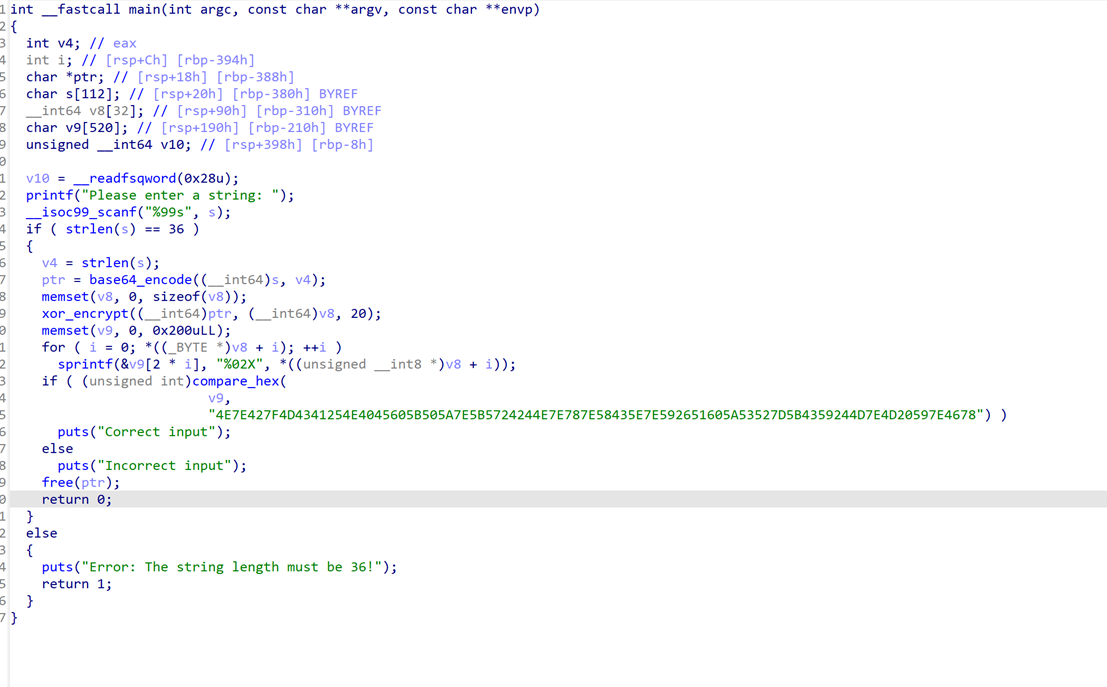 1 int __fastcall main(int argc, const char **argv, const char **envp)
2 {
3 int v4; // eax
4 int i; // [rsp+Ch] [rbp-394h]
5 char *ptr; // [rsp+18h] [rbp-388h]
6 char s[112]; // [rsp+20h] [rbp-380h] BYREF
7 __int64 v8[32]; // [rsp+90h] [rbp-310h] BYREF
8 char v9[520]; // [rsp+190h] [rbp-210h] BYREF
9 unsigned __int64 v10; // [rsp+398h] [rbp-8h]
0
1 v10 = __readfsqword(0x28u);
2 printf("Please enter a string: ");
3 __isoc99_scanf("%99s", s);
4 if ( strlen(s) == 36 )
5 {
6 v4 = strlen(s);
7 ptr = base64_encode((__int64)s, v4);
8 memset(v8, 0, sizeof(v8));
9 xor_encrypt((__int64)ptr, (__int64)v8, 20);
0 memset(v9, 0, 0x200uLL);
1 for ( i = 0; *((_BYTE *)v8 + i); ++i )
2 sprintf(&v9[2 * i], "%02X", *((unsigned __int8 *)v8 + i));
3 if ( (unsigned int)compare_hex(
4 v9,
5 "4E7E427F4D4341254E4045605B505A7E5B5724244E7E787E58435E7E592651605A53527D5B4359244D7E4D20597E4678") )
6 puts("Correct input");
7 else
8 puts("Incorrect input");
9 free(ptr);
0 return 0;
1 }
2 else
3 {
4 puts("Error: The string length must be 36!");
5 return 1;
6 }
7 }